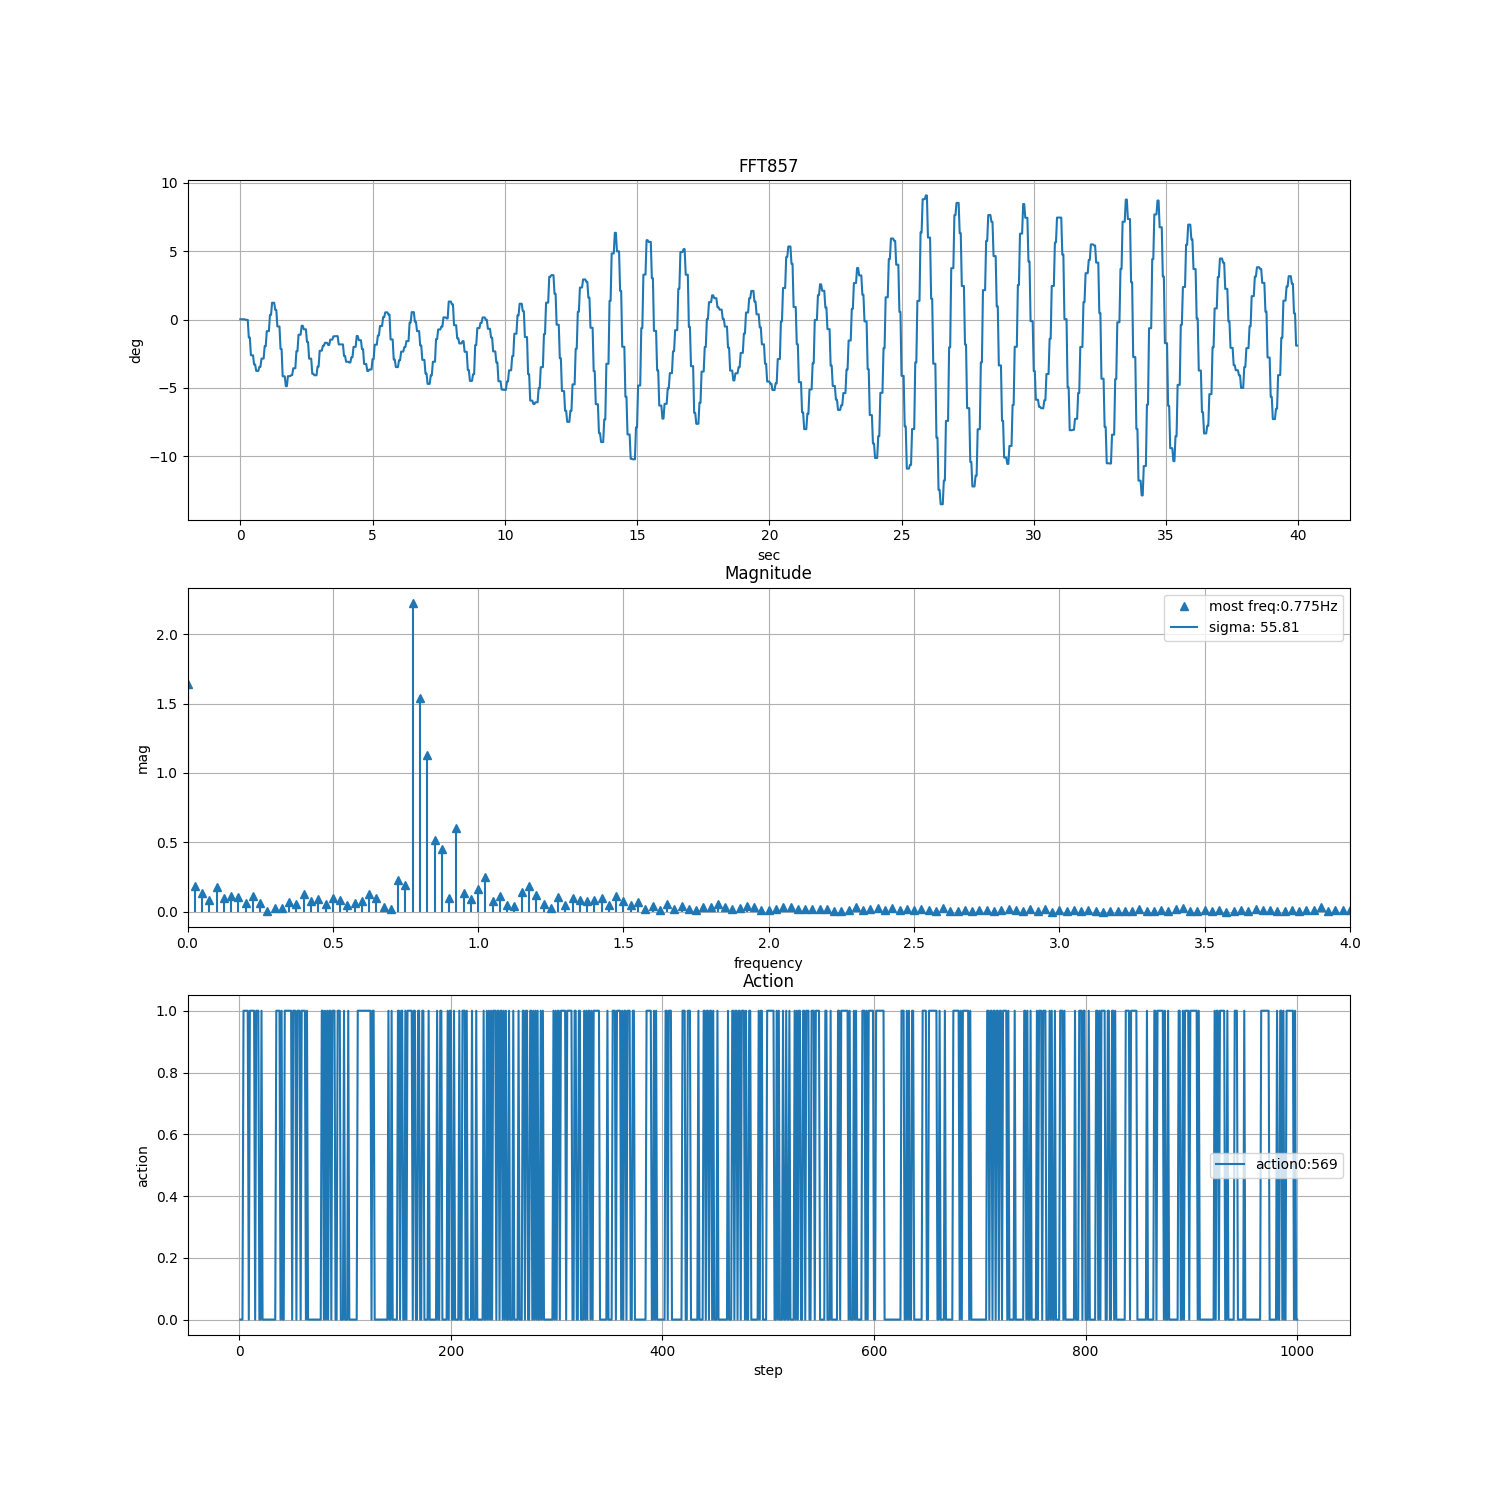 FFT857
10
5
0
−5
−10
deg
0 5 10 15 20 25 30 35 40
sec
Magnitude
most freq:0.775Hz
sigma: 55.81
2.0
1.5
1.0
0.5
0.0
mag
0.0 0.5 1.0 1.5 2.0 2.5 3.0 3.5 4.0
frequency
Action
1.0
0.8
0.6
0.4
0.2
0.0
action
action0:569
0 200 400 600 800 1000
step